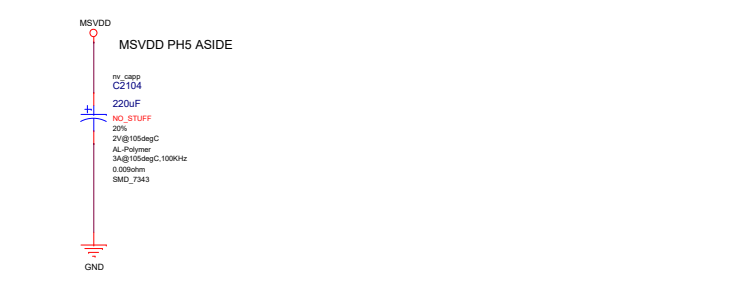 MSVDD
MSVDD PH5 ASIDE
nv_capp
C2104
220uF
NO_STUFF
20%
2V@105degC
AL-Polymer
3A@105degC,100KHz
0.009ohm
SMD_7343
GND